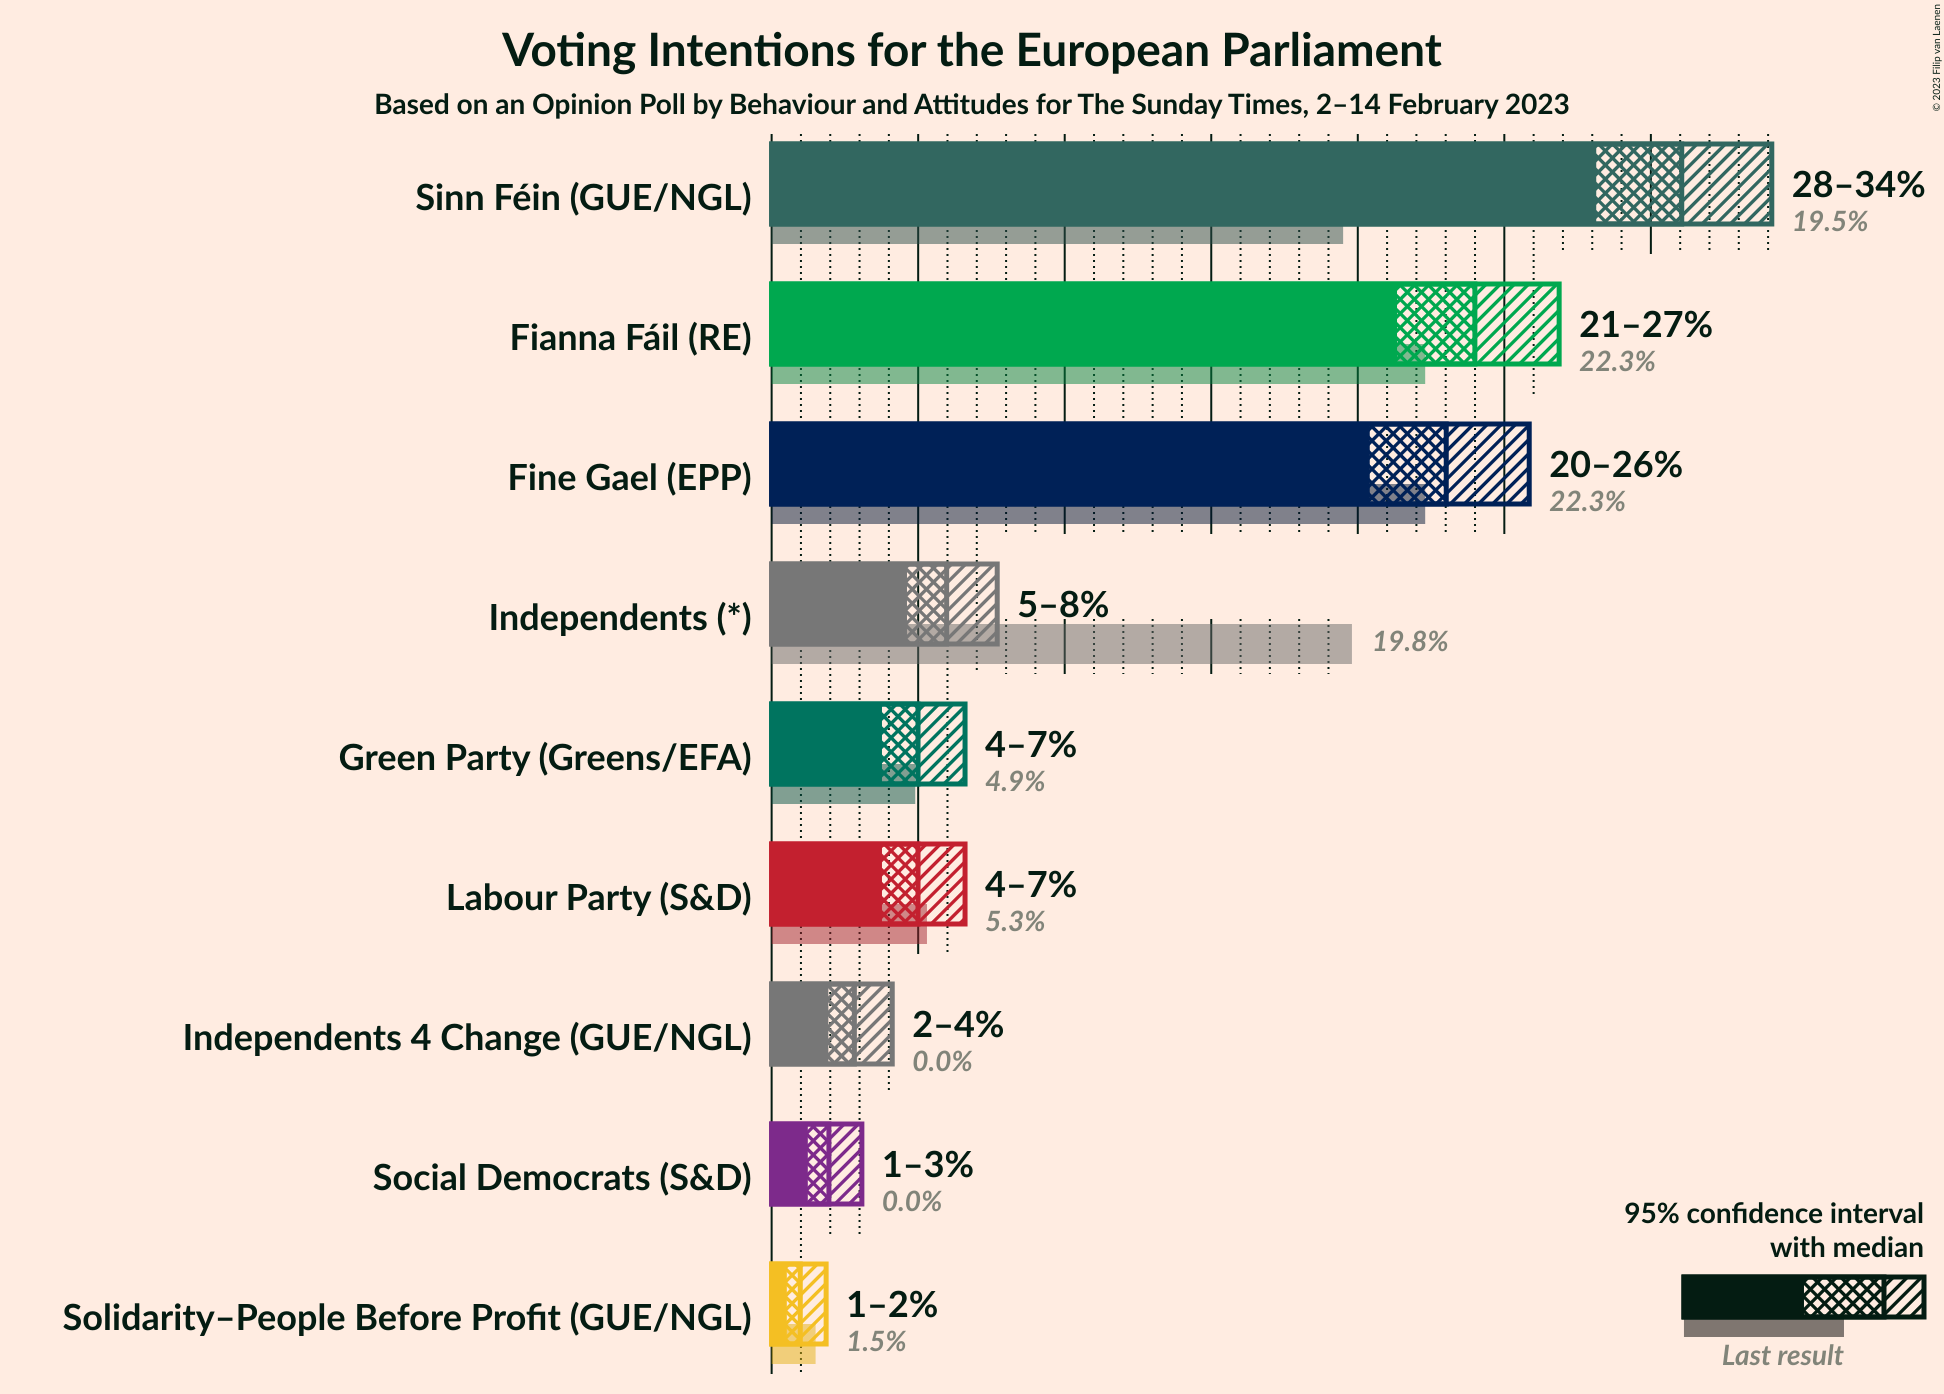 Voting Intentions for the European Parliament
Based on an Opinion Poll by Behaviour and Attitudes for The Sunday Times, 2–14 February 2023
© 2023 Filip van Laenen
Sinn Féin (GUE/NGL)
28–34%
19.5%
Fianna Fáil (RE)
21–27%
22.3%
Fine Gael (EPP)
20–26%
22.3%
Independents (*)
5–8%
19.8%
Green Party (Greens/EFA)
4–7%
4.9%
Labour Party (S&D)
4–7%
5.3%
Independents 4 Change (GUE/NGL)
2–4%
0.0%
Social Democrats (S&D)
1–3%
0.0%
Solidarity–People Before Profit (GUE/NGL)
1–2%
1.5%
95% confidence interval
with median
Last result